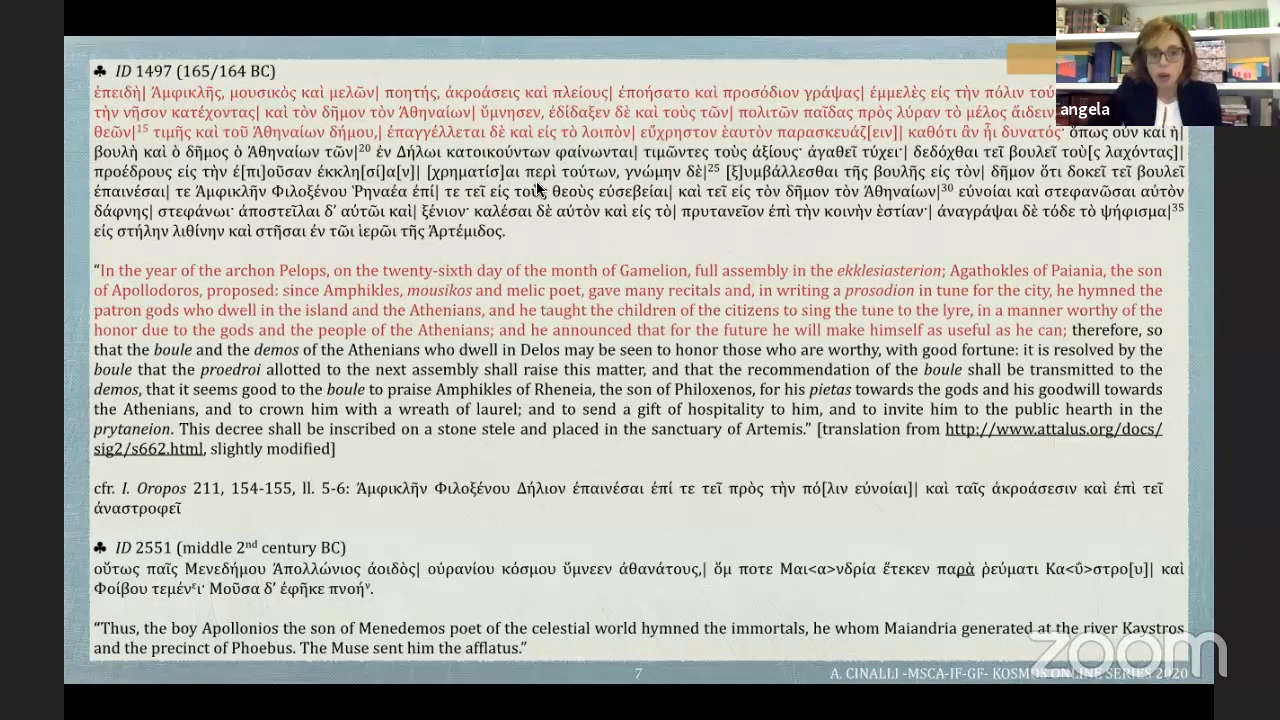 ♣ ID 1497 (165/164 BC)
ἐπειδὴ| Ἀμφικλῆς, μουσικὸς καὶ μελῶν| ποητής, ἀκροάσεις καὶ πλείους| ἐποήσατο καὶ προσόδιον γράψας| ἐμμελὲς εἰς τὴν πόλιν
τὴν νῆσον κατέχοντας| καὶ τὸν δῆμον τὸν Ἀθηναίων| ὕμνησεν, ἐδίδαξεν δὲ καὶ τοὺς τῶν| πολιτῶν παῖδας πρὸς λύραν τὸ μέλος ἄιδειν
θεῶν|15 τιμῆς καὶ τοῦ Ἀθηναίων δήμου,| ἐπαγγέλλεται δὲ καὶ εἰς τὸ λοιπὸν| εὔχρηστον ἑαυτὸν παρασκευάζ[ειν]| καθότι ἂν ἦι δυνατός· ὅπως οὖν καὶ ἡ|
βουλὴ καὶ ὁ δῆμος ὁ Ἀθηναίων τῶν|20 ἐν Δήλωι κατοικούντων φαίνωνται| τιμῶντες τοὺς ἀξίους· ἀγαθεῖ τύχει·| δεδόχθαι τεῖ βουλεῖ τοὺ[ς λαχόντας]|
προέδρους εἰς τὴν ἐ[πι]οῦσαν ἐκκλη[σί]α[ν]| [χρηματίσ]αι περὶ τούτων, γνώμην δὲ|25 [ξ]υμβάλλεσθαι τῆς βουλῆς εἰς τὸν| δῆμον ὅτι δοκεῖ τεῖ βουλεῖ
ἐπαινέσαι| τε Ἀμφικλῆν Φιλοξένου Ῥηναέα ἐπί| τε τεῖ εἰς τοὺς θεοὺς εὐσεβείαι| καὶ τεῖ εἰς τὸν δῆμον τὸν Ἀθηναίων|30 εὐνοίαι καὶ στεφανῶσαι αὐτὸν
δάφνης| στεφάνωι· ἀποστεῖλαι δ’ αὐτῶι καὶ| ξένιον· καλέσαι δὲ αὐτὸν καὶ εἰς τὸ| πρυτανεῖον ἐπὶ τὴν κοινὴν ἑστίαν·| ἀναγράψαι δὲ τόδε τὸ ψήφισμα|35
εἰς στήλην λιθίνην καὶ στῆσαι ἐν τῶι ἱερῶι τῆς Ἀρτέμιδος.
“In the year of the archon Pelops, on the twenty-sixth day of the month of Gamelion, full assembly in the ekklesiasterion; Agathokles of Paiania, the son
of Apollodoros, proposed: since Amphikles, mousikos and melic poet, gave many recitals and, in writing a prosodion in tune for the city, he hymned the
patron gods who dwell in the island and the Athenians, and he taught the children of the citizens to sing the tune to the lyre, in a manner worthy of the
honor due to the gods and the people of the Athenians; and he announced that for the future he will make himself as useful as he can; therefore, so
that the boule and the demos of the Athenians who dwell in Delos may be seen to honor those who are worthy, with good fortune: it is resolved by the
boule that the proedroi allotted to the next assembly shall raise this matter, and that the recommendation of the boule shall be transmitted to the
demos, that it seems good to the boule to praise Amphikles of Rheneia, the son of Philoxenos, for his pietas towards the gods and his goodwill towards
the Athenians, and to crown him with a wreath of laurel; and to send a gift of hospitality to him, and to invite him to the public hearth in the
prytaneion. This decree shall be inscribed on a stone stele and placed in the sanctuary of Artemis.” [translation from http://www.attalus.org/docs/
sig2/s662.html, slightly modified]
cfr. I. Oropos 211, 154-155, ll. 5-6: Ἀμφικλῆν Φιλοξένου Δήλιον ἐπαινέσαι ἐπί τε τεῖ πρὸς τὴν πό[λιν εὐνοίαι]| καὶ ταῖς ἀκροάσεσιν καὶ ἐπὶ τεῖ
ἀναστροφεῖ
♣ ID 2551 (middle 2nd century BC)
οὕτως παῖς Μενεδήμου Ἀπολλώνιος ἀοιδὸς| οὐρανίου κόσμου ὕμνεεν ἀθανάτους,| ὅμ ποτε Μαι<α>νδρία ἔτεκεν παρὰ ῥεύματι Κα<ΰ>στρο[υ]| καὶ
Φοίβου τεμένει· Μοῦσα δ’ ἐφῆκε πνοήν.
“Thus, the boy Apollonios the son of Menedenos poet of the celestial world hymned the immortals, he whom Maiandria generated at the river Kaystros
and the precinct of Phoebus. The Muse sent him the afflatus.”
7
A. CINALLI -MSCA-IF-GF- KOSMOS ONLINE SERIES 2020
angela
zoom